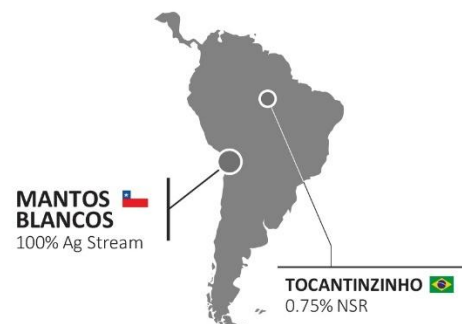 MANTOS
BLANCOS
100% Ag Stream
TOCANTINZINHO
0.75% NSR